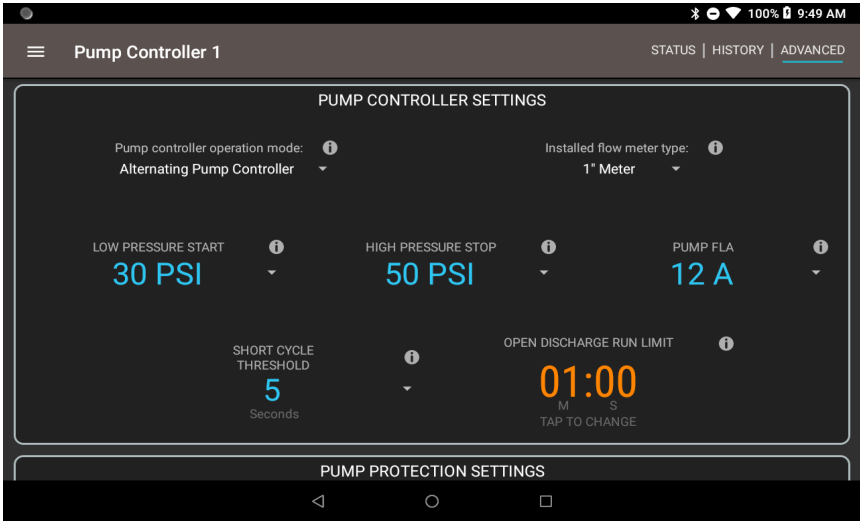 100% 9:49 AM
Pump Controller 1
STATUS | HISTORY | ADVANCED
PUMP CONTROLLER SETTINGS
Pump controller operation mode:
Alternating Pump Controller
Installed flow meter type:
1" Meter
LOW PRESSURE START
30 PSI
HIGH PRESSURE STOP
50 PSI
PUMP FLA
12 A
SHORT CYCLE
THRESHOLD
5
Seconds
OPEN DISCHARGE RUN LIMIT
01:00
M S
TAP TO CHANGE
PUMP PROTECTION SETTINGS